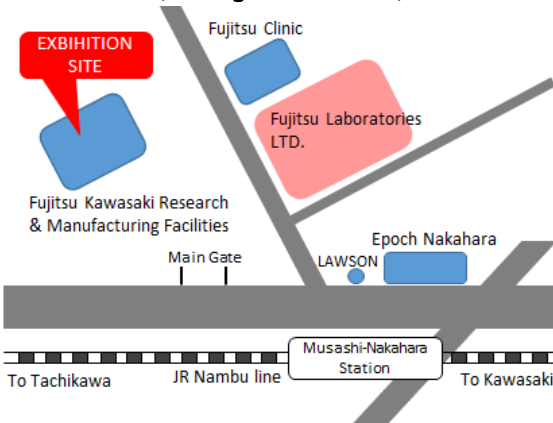 EXBIHITION
SITE
Fujitsu Clinic
Fujitsu Laboratories
LTD.
Fujitsu Kawasaki Research
& Manufacturing Facilities
Main Gate
Epoch Nakahara
LAWSON
Musashi-Nakahara
Station
To Tachikawa
JR Nambu line
To Kawasaki